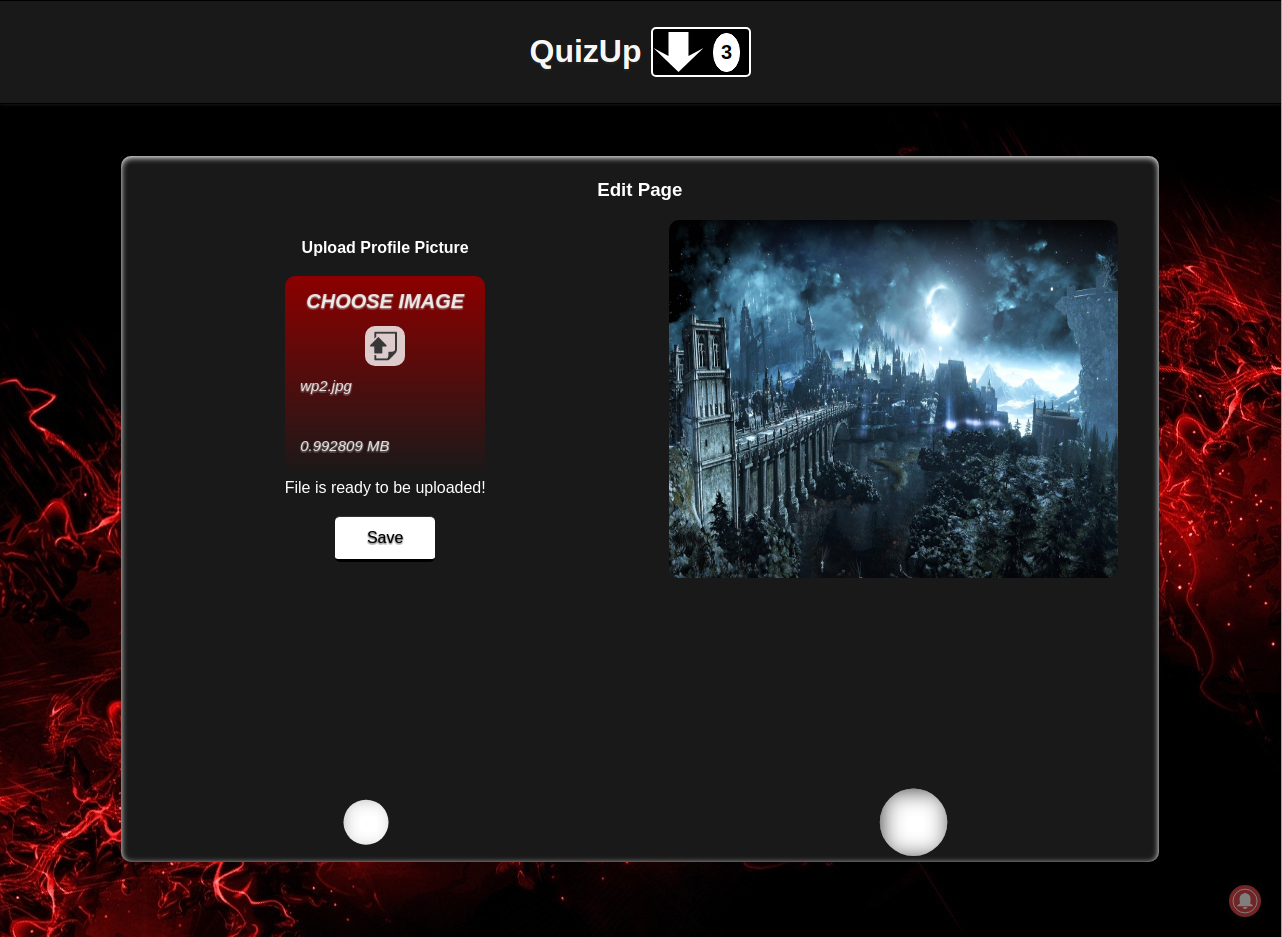 QuizUp 3
Edit Page
Upload Profile Picture
CHOOSE IMAGE
wp2.jpg
0.992809 MB
File is ready to be uploaded!
Save